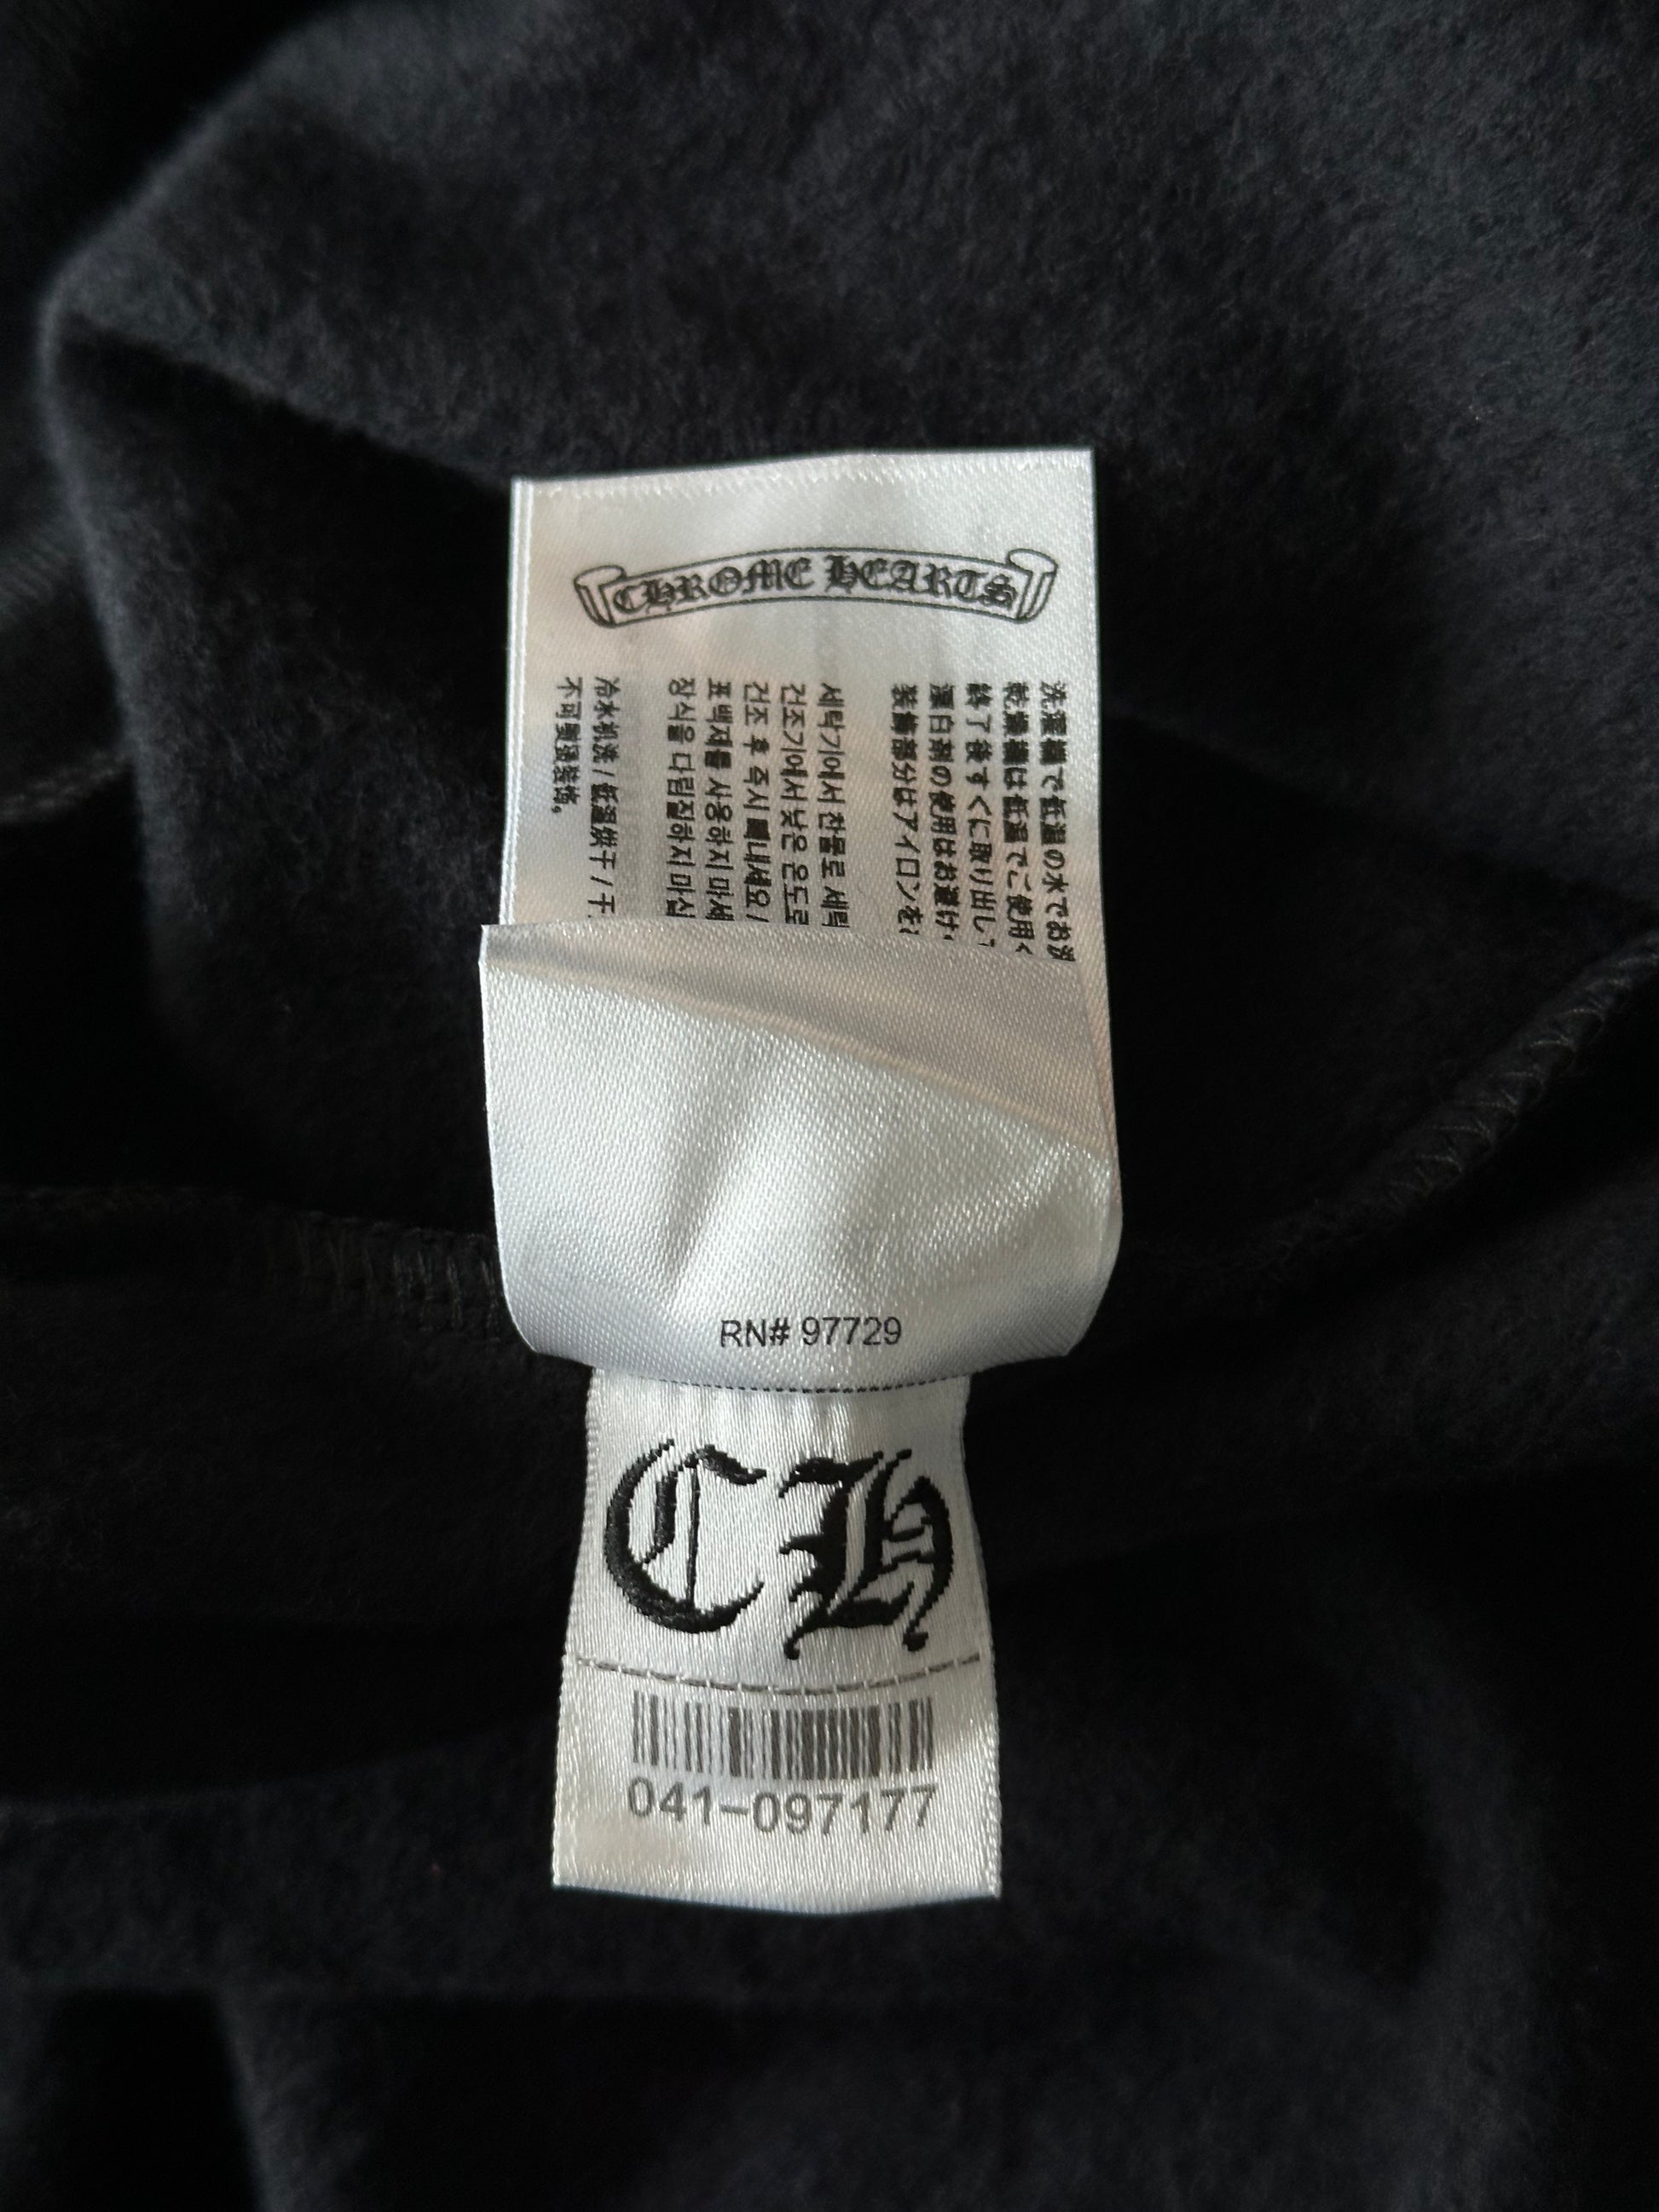 CHROME HEARTS
洗濯機で低温の水でお
乾燥機は低温でご使用く
終了後すぐに取り出して
漂白剤の使用はお避け
装飾部分はアイロンを
세탁기에서 찬물로 세탁
건조기에서 낮은 온도로
건조 후 즉시 꺼내세요 /
표백제를 사용하지 마세
장식을 다림질하지 마십
冷水机洗 / 低温烘干 / 干
不可熨烫装饰。
RN# 97729
CH
041-097177